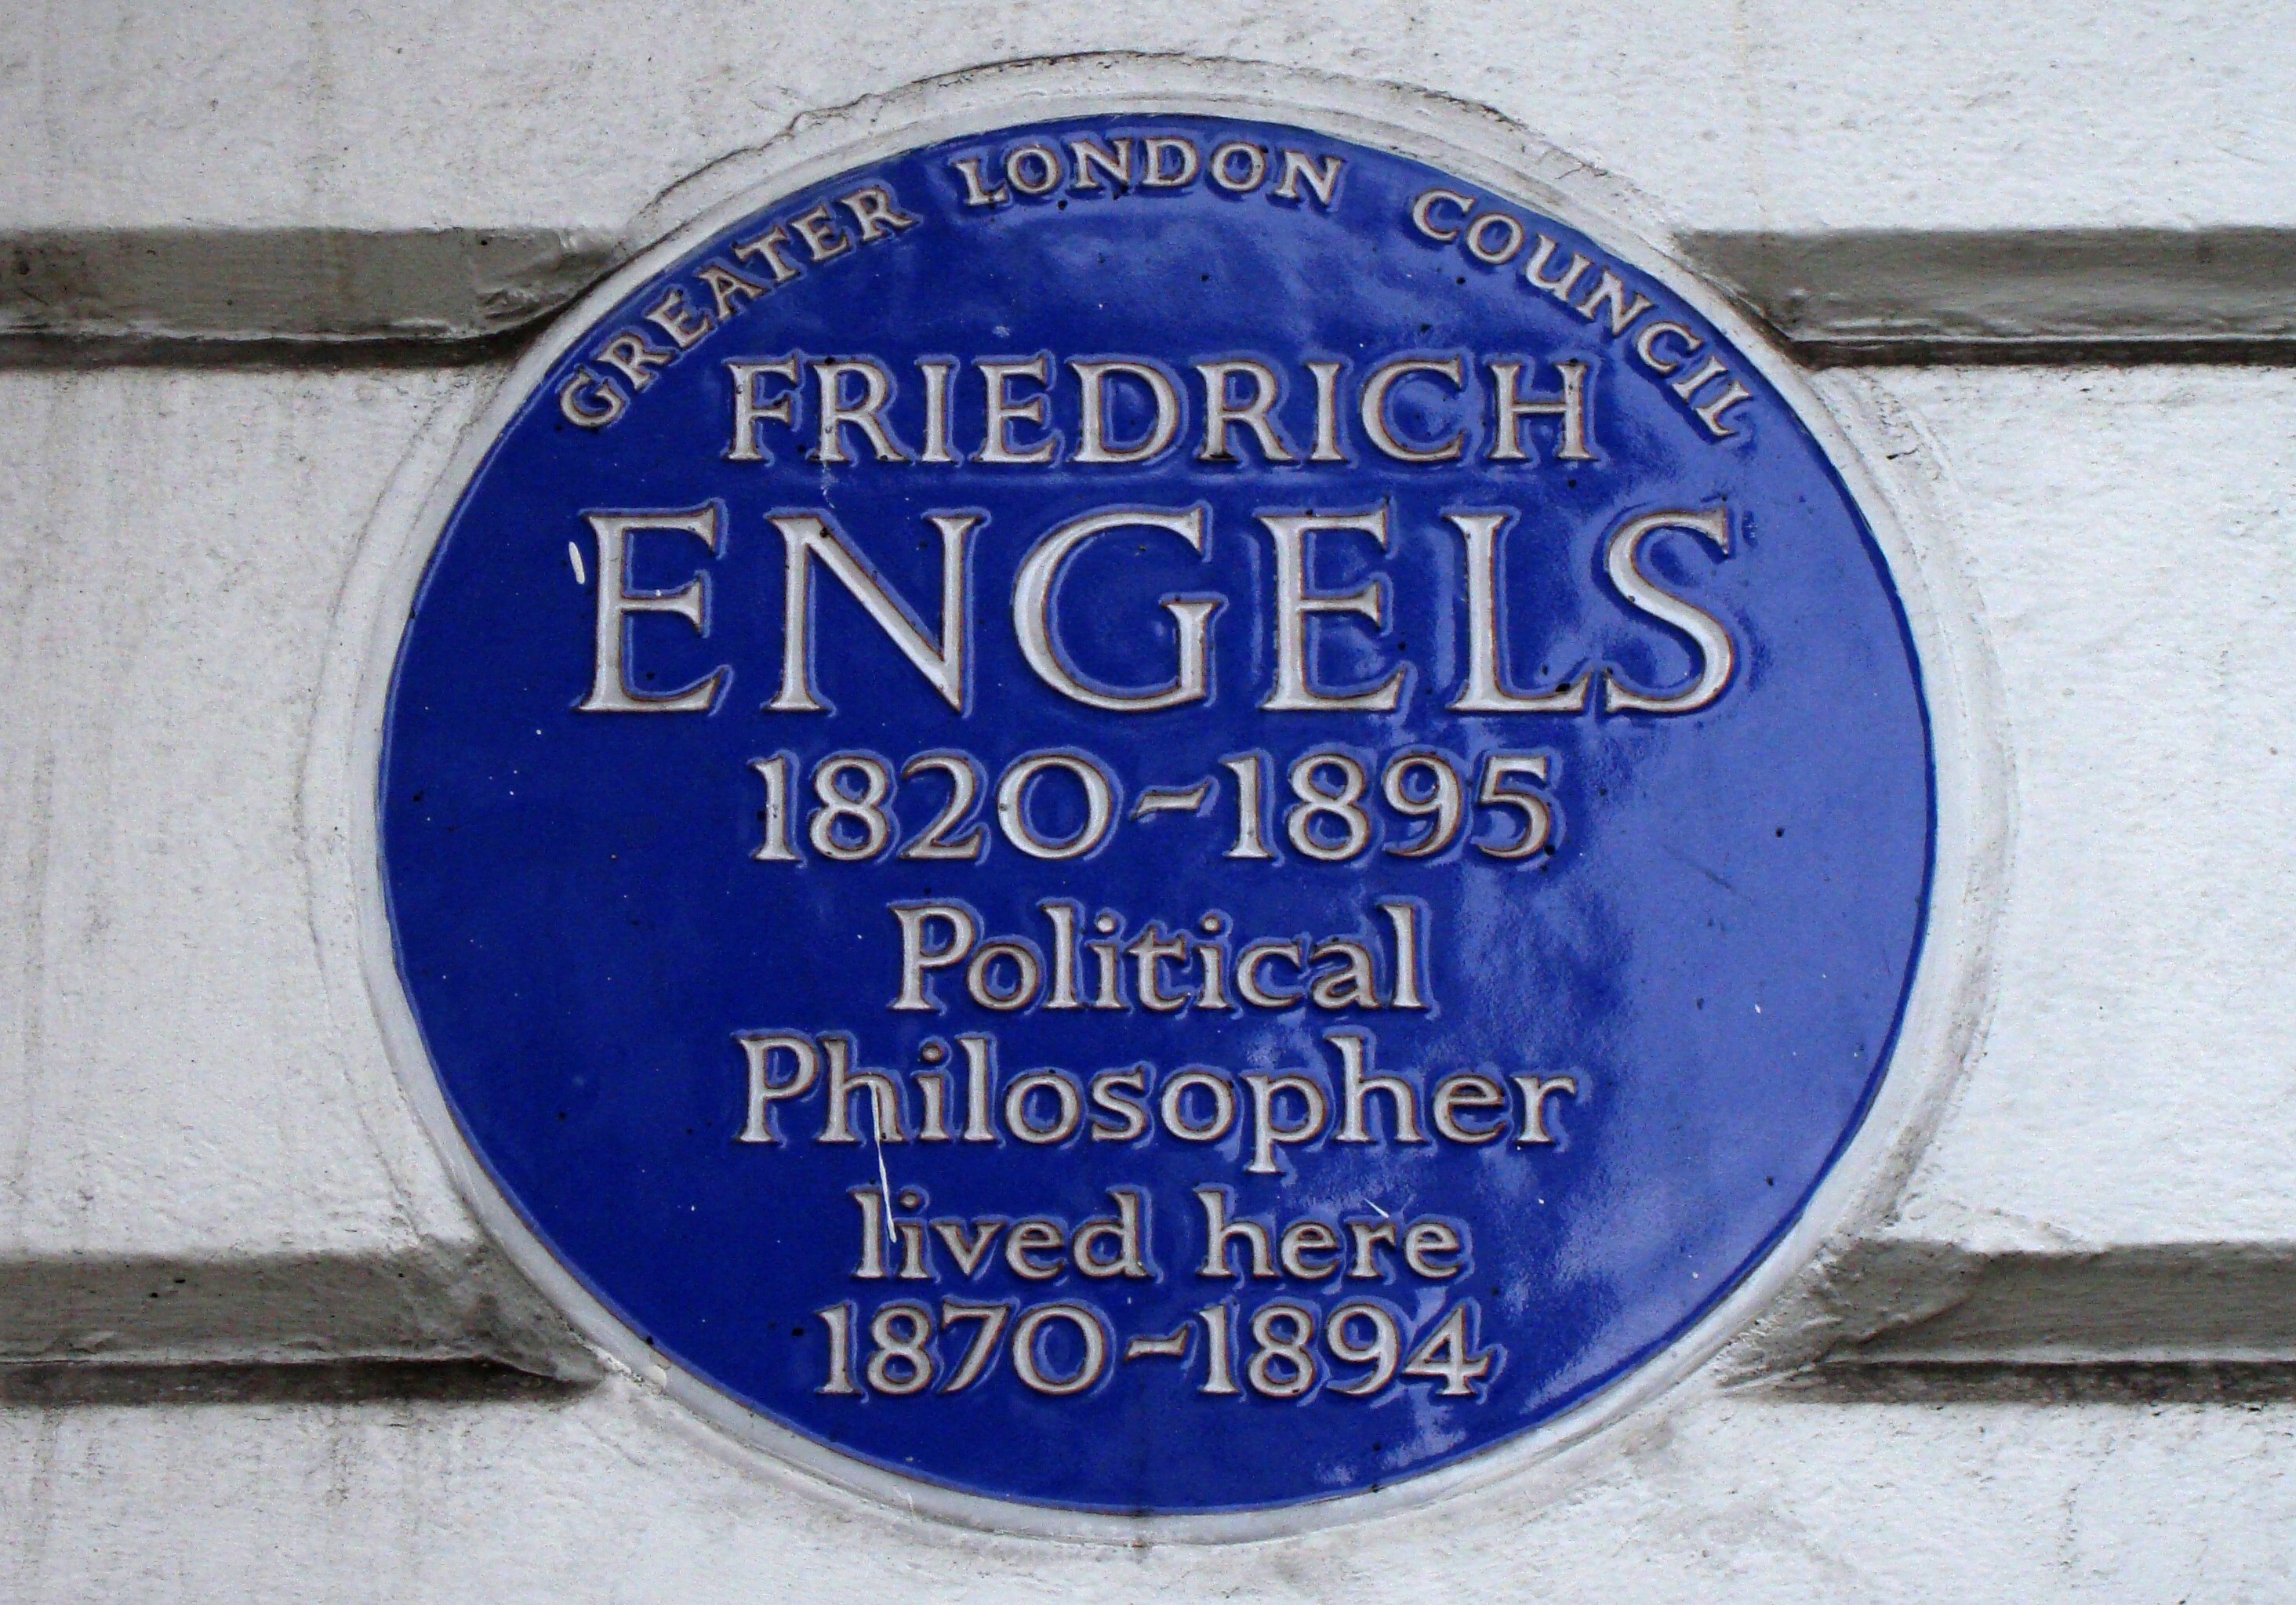 GREATER LONDON COUNCIL
FRIEDRICH
ENGELS
1820-1895
Political
Philosopher
lived here
1870-1894